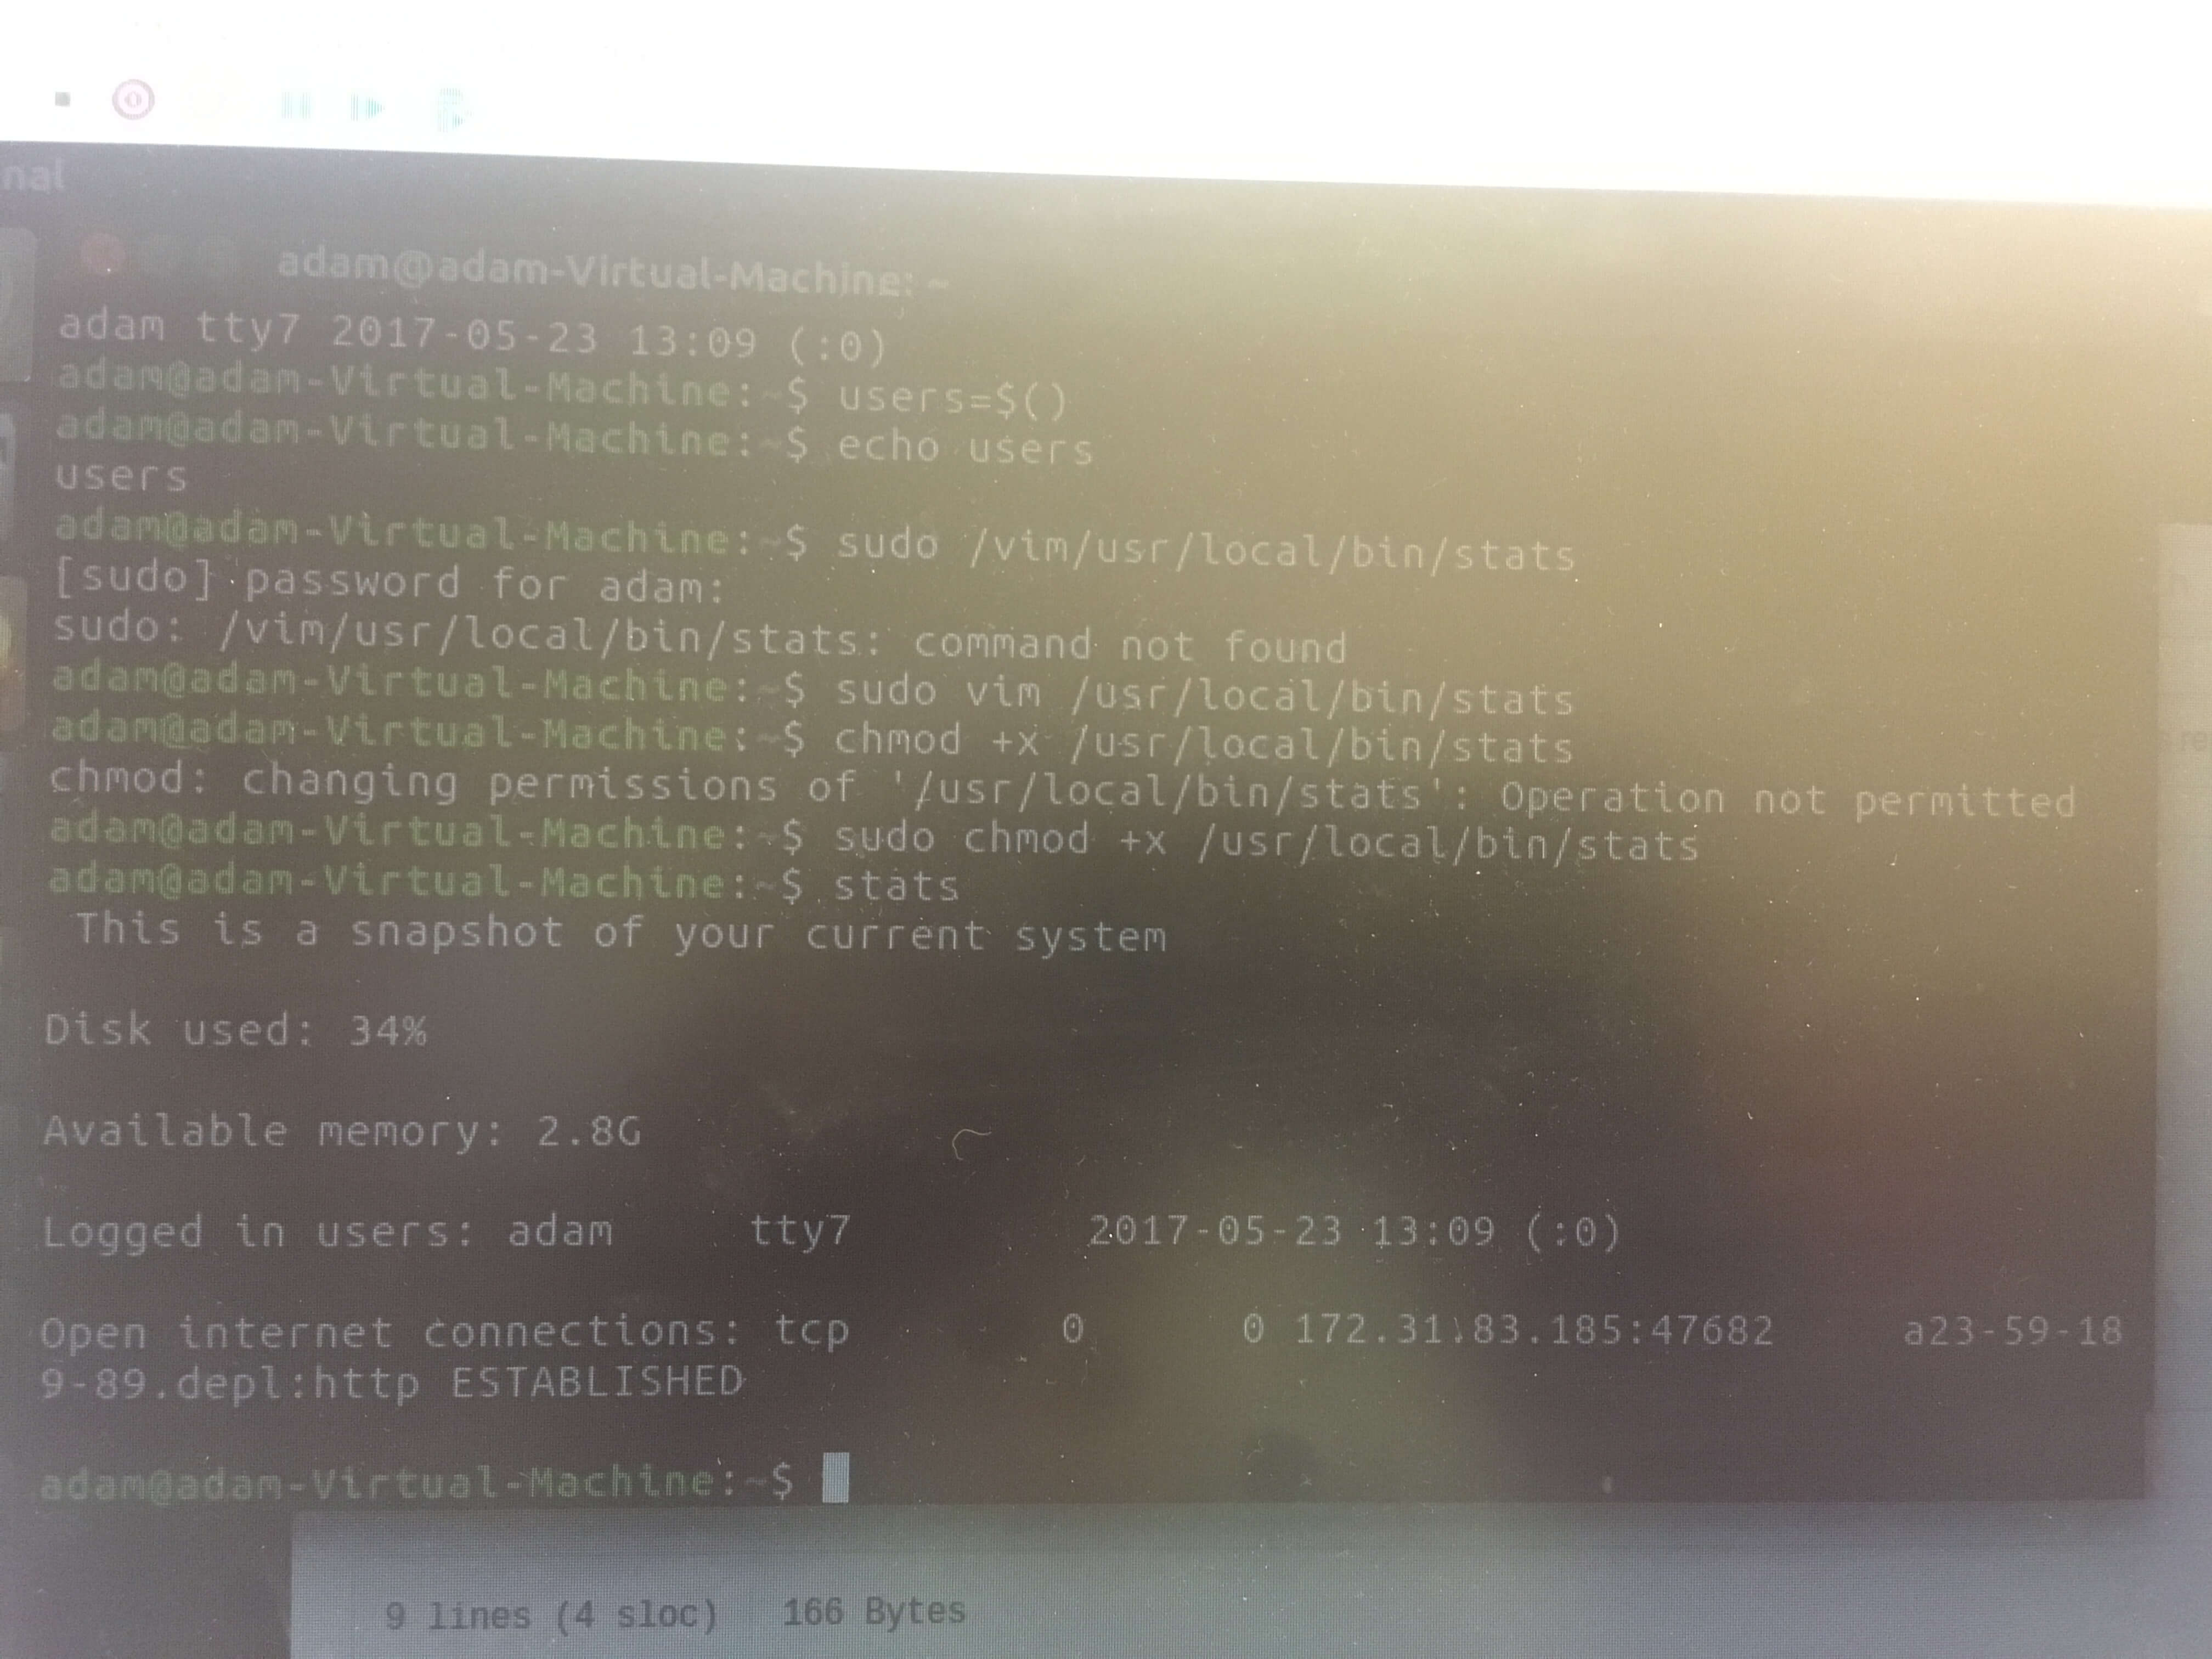 nal
adam@adam-Virtual-Machine: ~
adam tty7 2017-05-23 13:09 (:0)
adam@adam-Virtual-Machine:~$ users=$()
adam@adam-Virtual-Machine:~$ echo users
users
adam@adam-Virtual-Machine:~$ sudo /vim/usr/local/bin/stats
[sudo] password for adam:
sudo: /vim/usr/local/bin/stats: command not found
adam@adam-Virtual-Machine:~$ sudo vim /usr/local/bin/stats
adam@adam-Virtual-Machine:~$ chmod +x /usr/local/bin/stats
chmod: changing permissions of '/usr/local/bin/stats': Operation not permitted
adam@adam-Virtual-Machine:~$ sudo chmod +x /usr/local/bin/stats
adam@adam-Virtual-Machine:~$ stats
This is a snapshot of your current system
Disk used: 34%
Available memory: 2.8G
Logged in users: adam tty7 2017-05-23 13:09 (:0)
Open internet connections: tcp 0 0 172.31.83.185:47682 a23-59-18
9-89.depl:http ESTABLISHED
adam@adam-Virtual-Machine:~$
9 lines (4 sloc) 166 Bytes